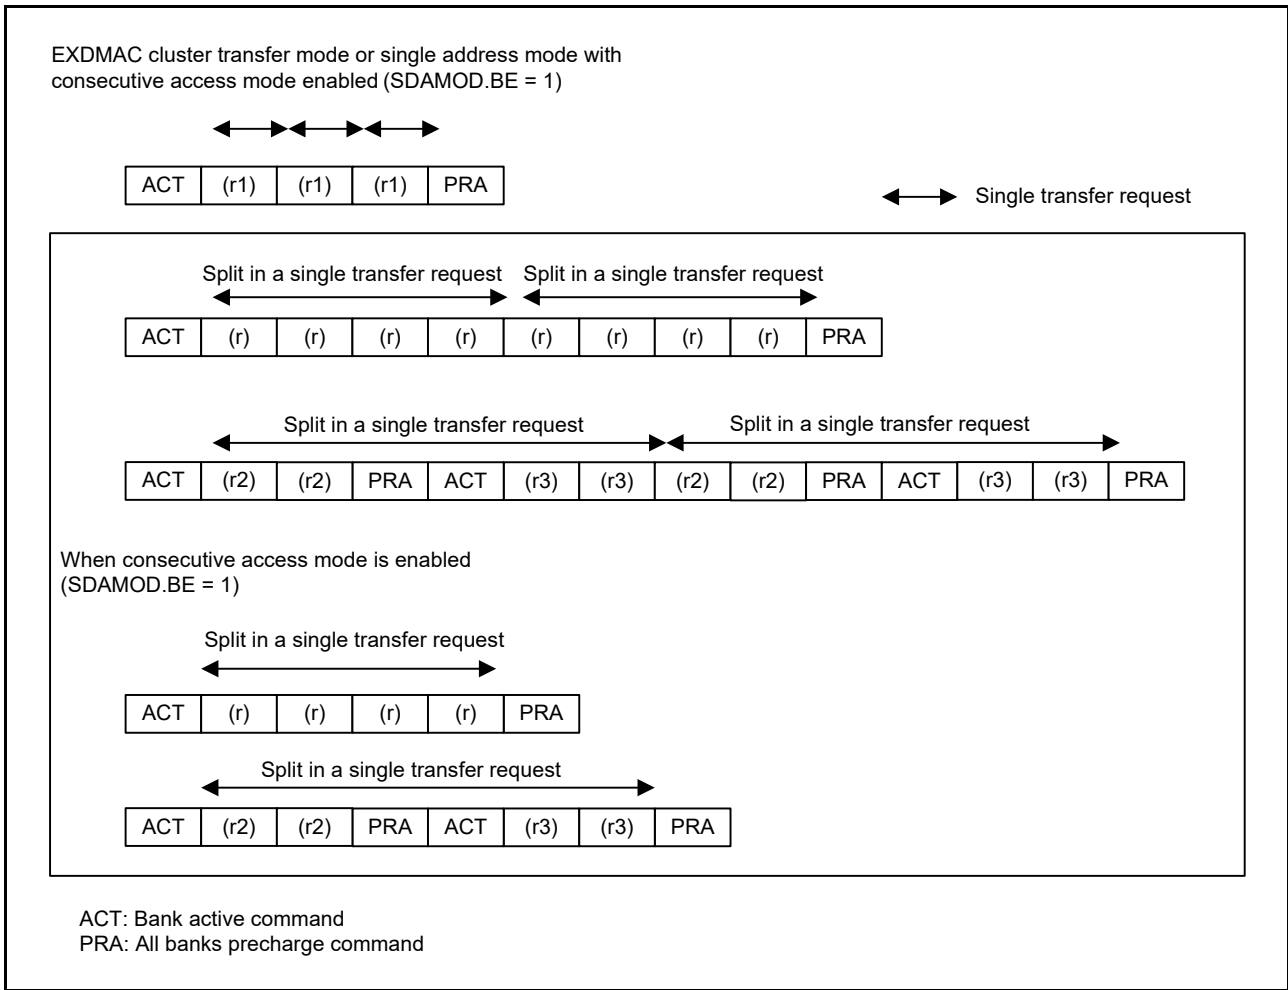 EXDMAC cluster transfer mode or single address mode with
consecutive access mode enabled (SDAMOD.BE = 1)
ACT (r1) (r1) (r1) PRA
Single transfer request
Split in a single transfer request Split in a single transfer request
ACT (r) (r) (r) (r) (r) (r) (r) (r) PRA
Split in a single transfer request Split in a single transfer request
ACT (r2) (r2) PRA ACT (r3) (r3) (r2) (r2) PRA ACT (r3) (r3) PRA
When consecutive access mode is enabled
(SDAMOD.BE = 1)
Split in a single transfer request
ACT (r) (r) (r) (r) PRA
Split in a single transfer request
ACT (r2) (r2) PRA ACT (r3) (r3) PRA
ACT: Bank active command
PRA: All banks precharge command